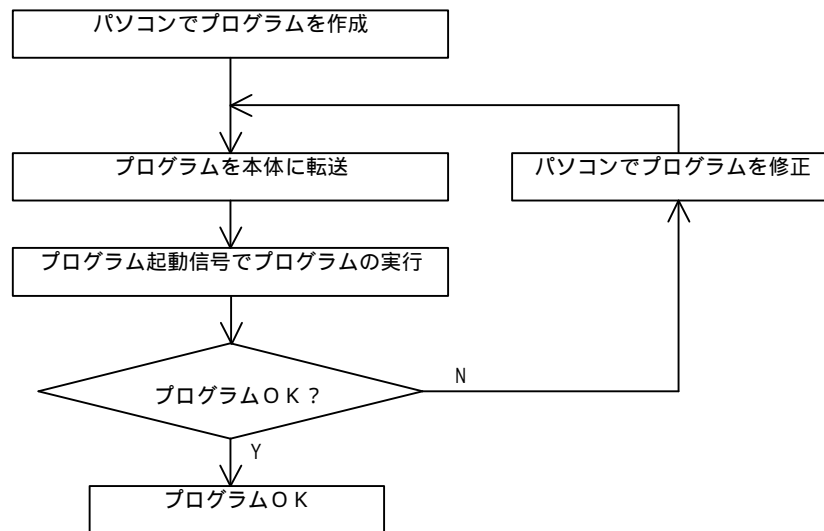 パソコンでプログラムを作成
プログラムを本体に転送
パソコンでプログラムを修正
プログラム起動信号でプログラムの実行
プログラムＯＫ？
N
Y
プログラムＯＫ